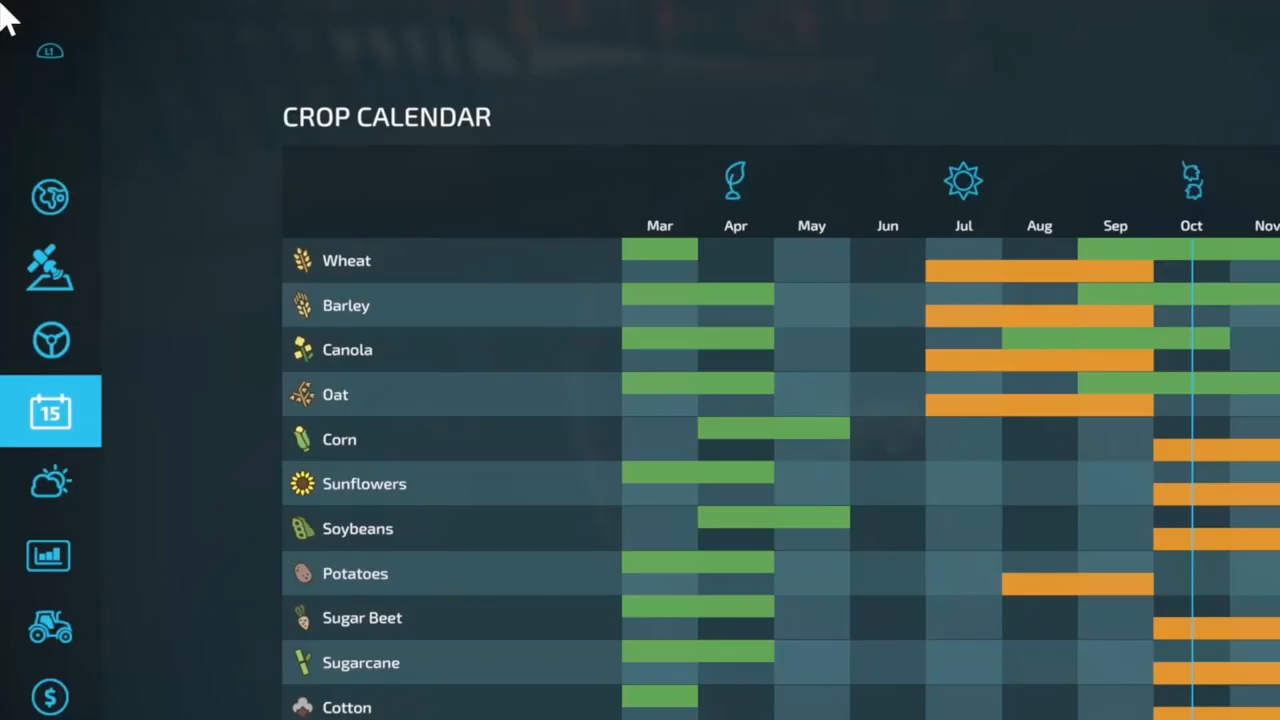 L1
CROP CALENDAR
Mar Apr May Jun Jul Aug Sep Oct Nov
Wheat
Barley
Canola
15
Oat
Corn
Sunflowers
Soybeans
Potatoes
Sugar Beet
Sugarcane
$
Cotton